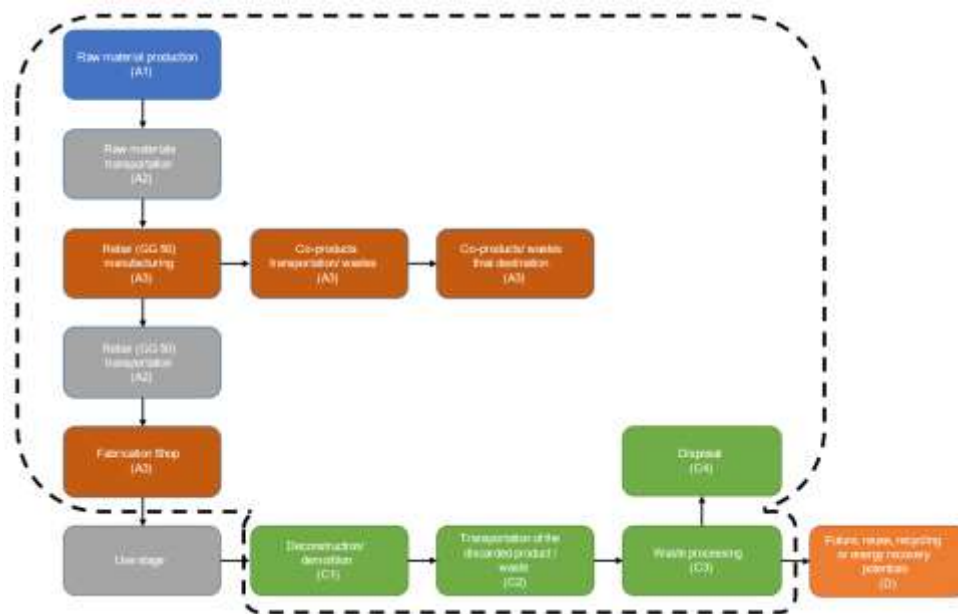 Raw material production
(A1)
Raw materials
transportation
(A2)
Rebar (GG 50)
manufacturing
(A3)
Co-products
transportation/ wastes
(A3)
Co-products/ wastes
final destination
(A3)
Rebar (GG 50)
transportation
(A2)
Fabrication Shop
(A3)
Disposal
(C4)
Use stage
Deconstruction/
demolition
(C1)
Transportation of the
discarded product /
waste
(C2)
Waste processing
(C3)
Future, reuse, recycling
or energy recovery
potentials
(D)